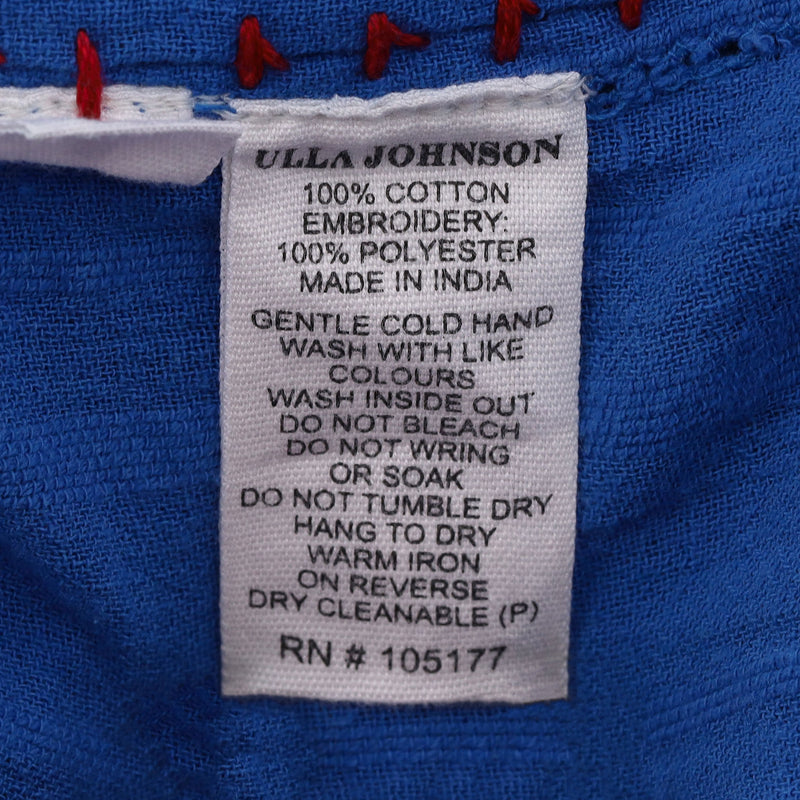 ULLA JOHNSON
100% COTTON
EMBROIDERY:
100% POLYESTER
MADE IN INDIA
GENTLE COLD HAND
WASH WITH LIKE
COLOURS
WASH INSIDE OUT
DO NOT BLEACH
DO NOT WRING
OR SOAK
DO NOT TUMBLE DRY
HANG TO DRY
WARM IRON
ON REVERSE
DRY CLEANABLE (P)
RN # 105177